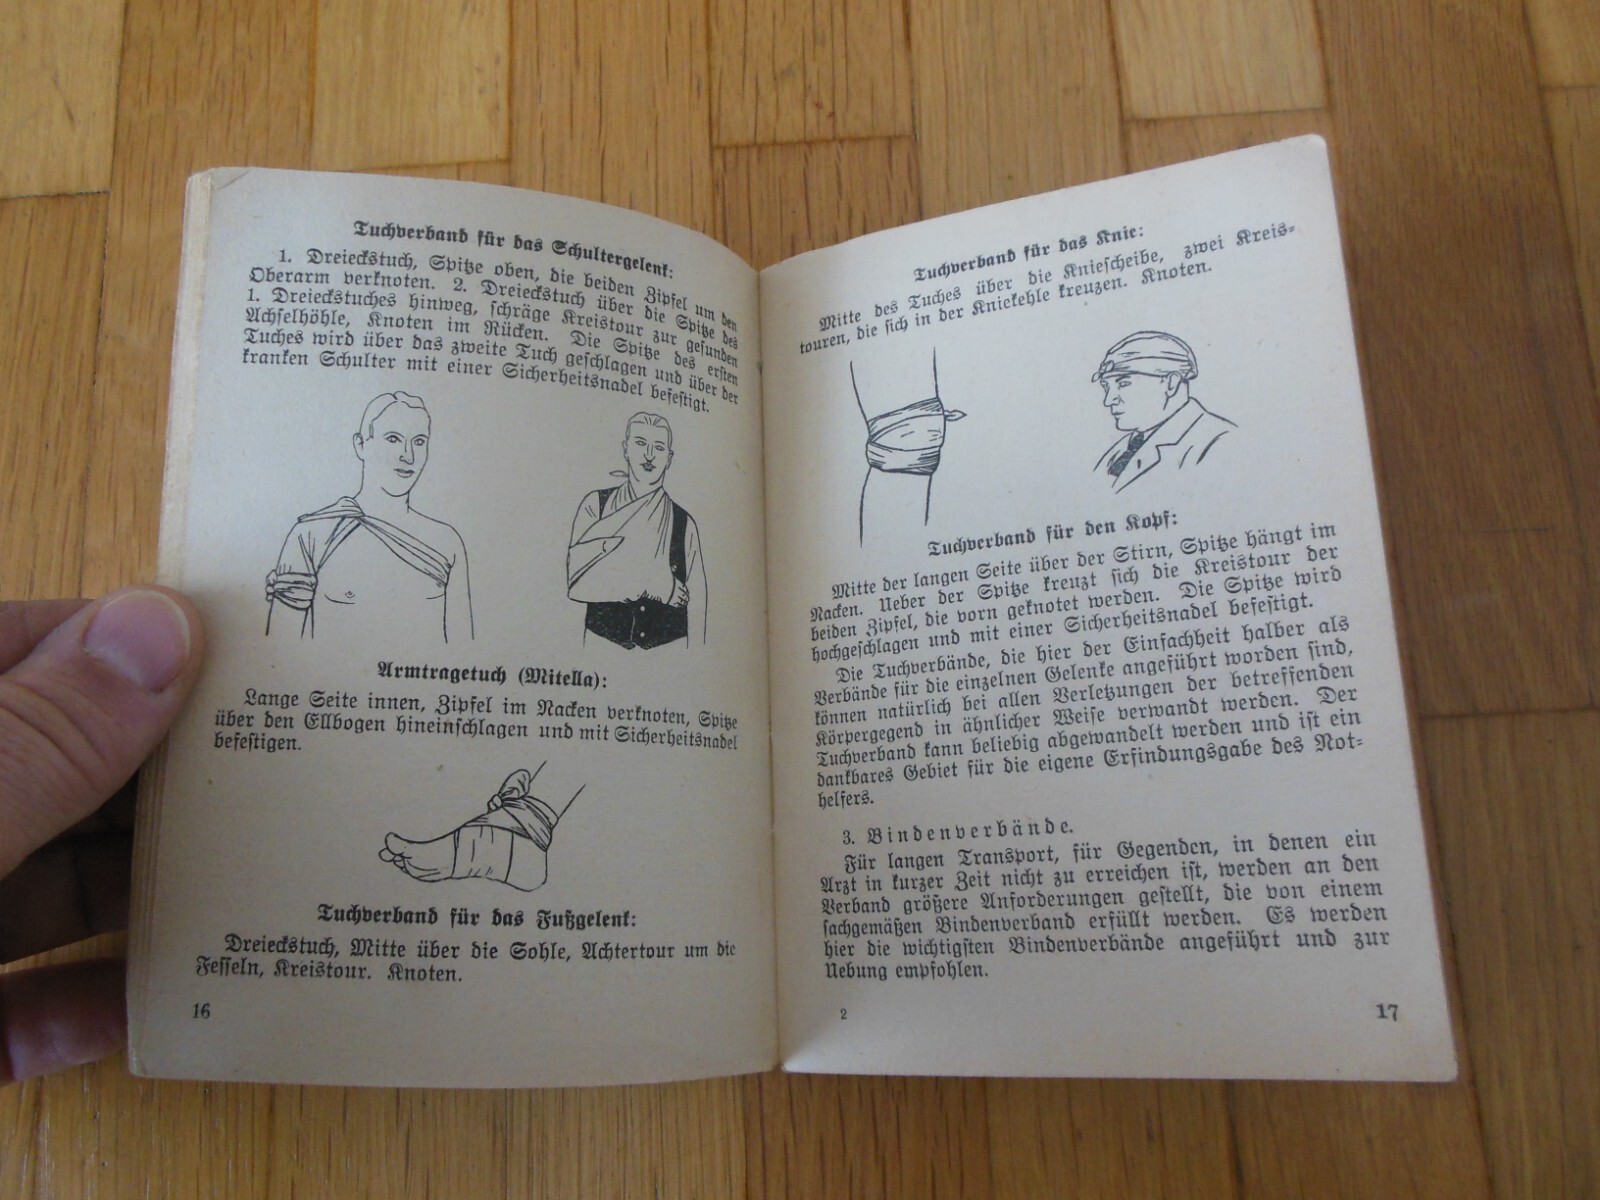 Tuchverband für das Schultergelenk:
1. Dreieckstuch, Spitze oben, die beiden Zipfel um den
Oberarm verknoten. 2. Dreieckstuch über die Spitze des
1. Dreieckstuches hinweg, schräge Kreistour zur gesunden
Achselhöhle, Knoten im Rücken. Die Spitze des ersten
Tuches wird über das zweite Tuch geschlagen und über der
kranken Schulter mit einer Sicherheitsnadel befestigt.
Armtragetuch (Mitella):
Lange Seite innen, Zipfel im Nacken verknoten, Spitze
über den Ellbogen hineinschlagen und mit Sicherheitsnadel
befestigen.
Tuchverband für das Fußgelenk:
Dreieckstuch, Mitte über die Sohle, Achtertour um die
Fesseln, Kreistour. Knoten.
16
Tuchverband für das Knie:
Mitte des Tuches über die Kniescheibe, zwei Kreis-
touren, die sich in der Kniekehle kreuzen. Knoten.
Tuchverband für den Kopf:
Mitte der langen Seite über der Stirn, Spitze hängt im
Nacken. Ueber der Spitze kreuzt sich die Kreistour der
beiden Zipfel, die vorn geknotet werden. Die Spitze wird
hochgeschlagen und mit einer Sicherheitsnadel befestigt.
Die Tuchverbände, die hier der Einfachheit halber als
Verbände für die einzelnen Gelenke angeführt worden sind,
können natürlich bei allen Verletzungen der betreffenden
Körpergegend in ähnlicher Weise verwandt werden. Der
Tuchverband kann beliebig abgewandelt werden und ist ein
dankbares Gebiet für die eigene Erfindungsgabe des Not-
helfers.
3. Bindenverbände.
Für langen Transport, für Gegenden, in denen ein
Arzt in kurzer Zeit nicht zu erreichen ist, werden an den
Verband größere Anforderungen gestellt, die von einem
sachgemäßen Bindenverband erfüllt werden. Es werden
hier die wichtigsten Bindenverbände angeführt und zur
Uebung empfohlen.
2
17